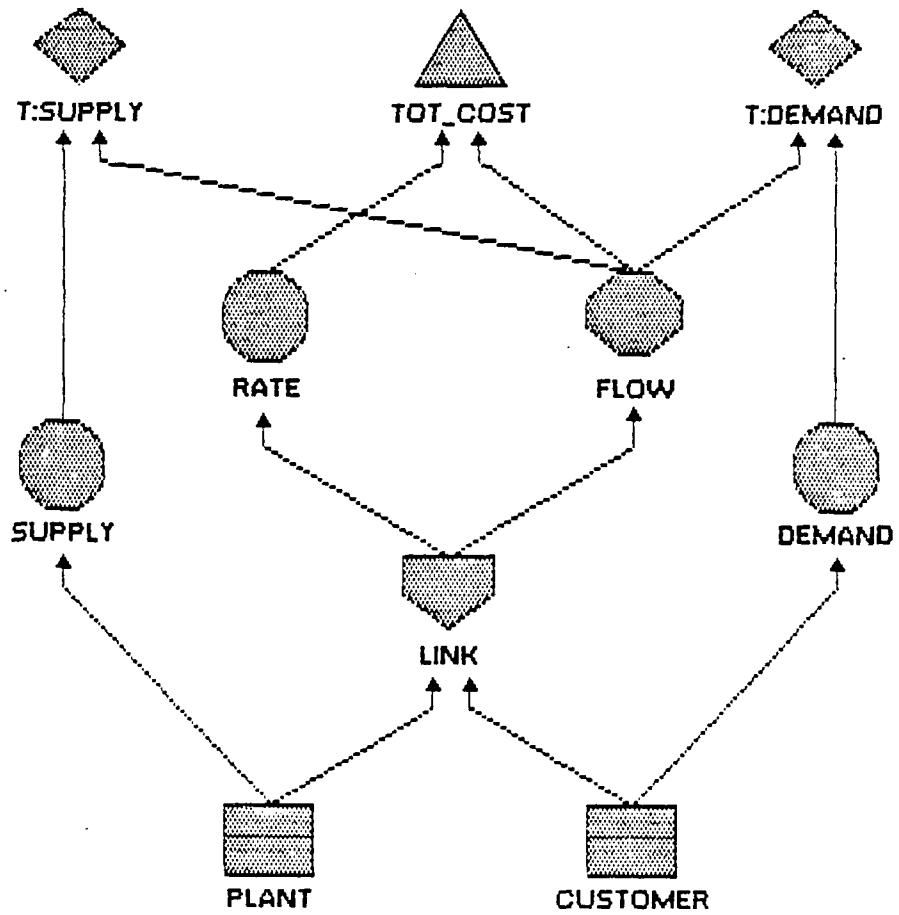 T:SUPPLY
TOT_COST
T:DEMAND
RATE
FLOW
SUPPLY
DEMAND
LINK
PLANT
CUSTOMER